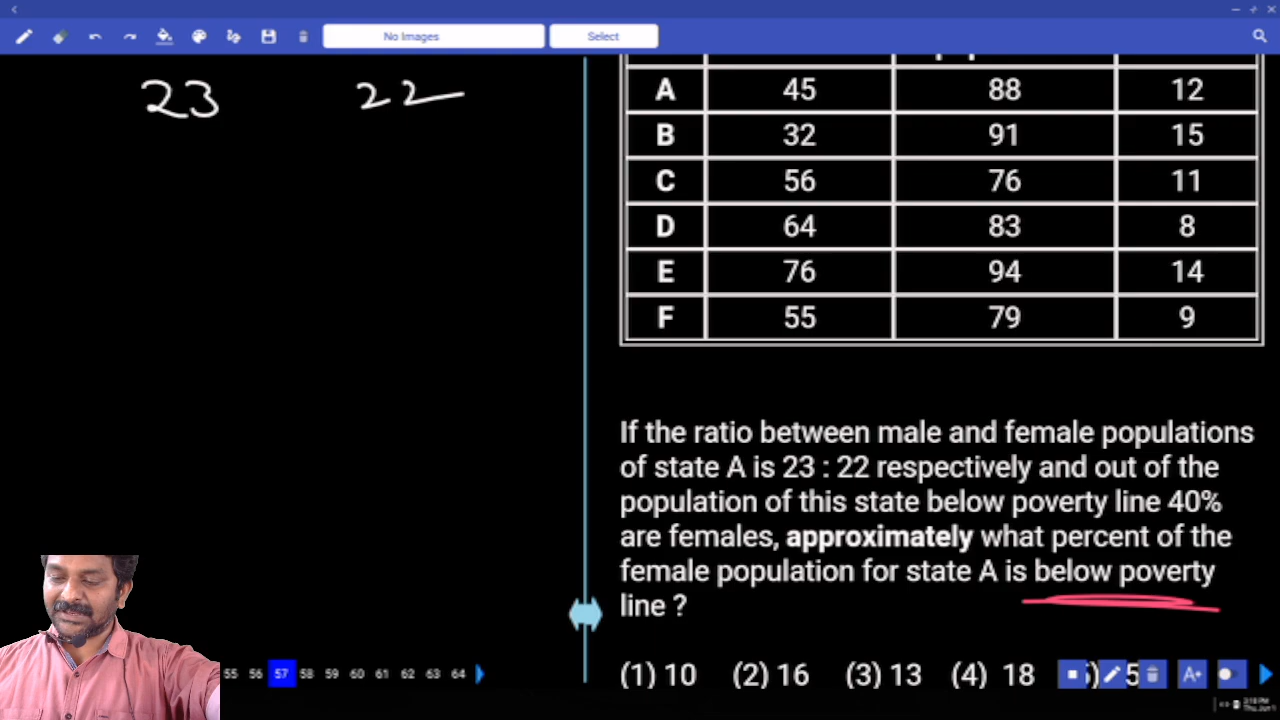 No Images Select
23 22
A 45 88 12
B 32 91 15
C 56 76 11
D 64 83 8
E 76 94 14
F 55 79 9
If the ratio between male and female populations
of state A is 23 : 22 respectively and out of the
population of this state below poverty line 40%
are females, approximately what percent of the
female population for state A is below poverty
line ?
(1) 10 (2) 16 (3) 13 (4) 18 5) 5
55 56 57 58 59 60 61 62 63 64
A+